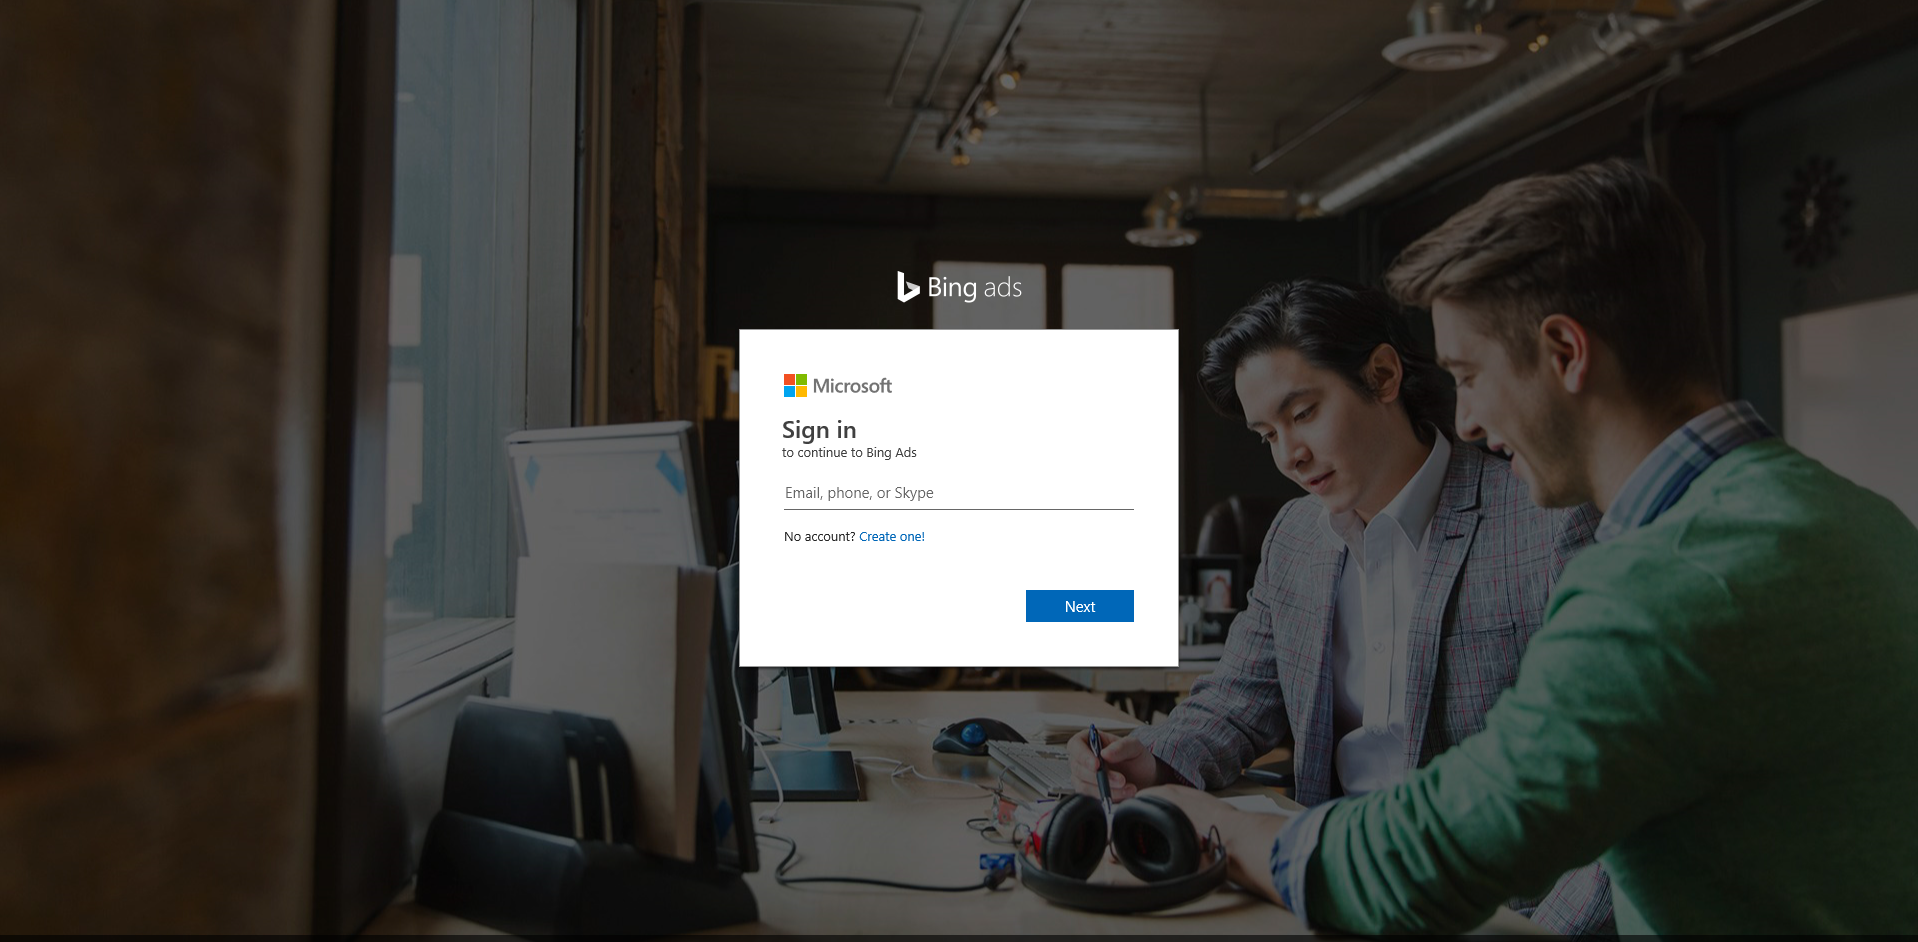 Bing ads
Microsoft
Sign in
to continue to Bing Ads
Email, phone, or Skype
No account? Create one!
Next